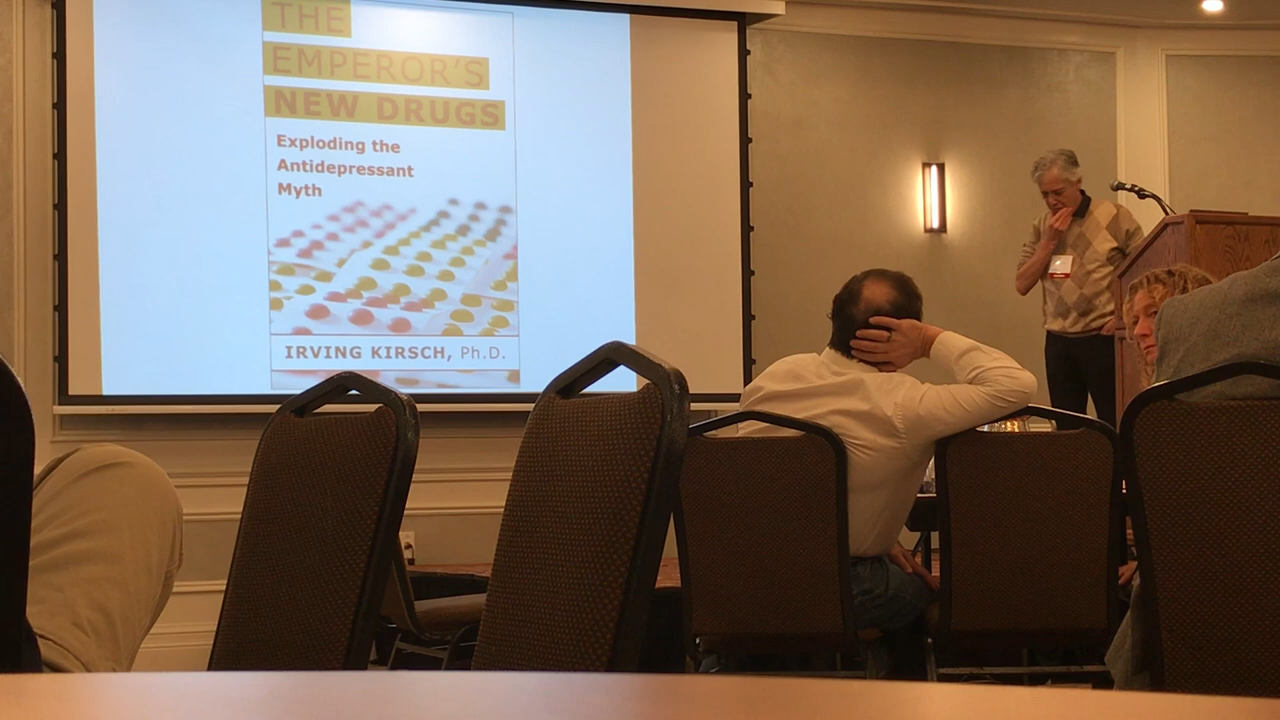 THE
EMPEROR'S
NEW DRUGS
Exploding the
Antidepressant
Myth
IRVING KIRSCH, Ph.D.